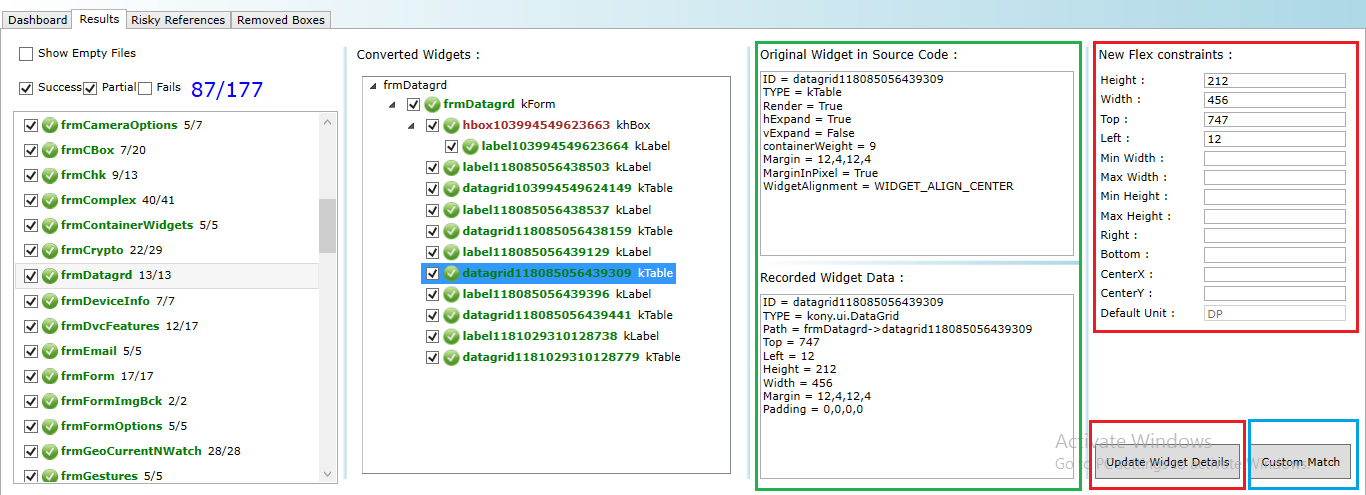 Dashboard Results Risky References Removed Boxes
Show Empty Files
Success Partial Fails 87/177
frmCameraOptions 5/7
frmCBox 7/20
frmChk 9/13
frmComplex 40/41
frmContainerWidgets 5/5
frmCrypto 22/29
frmDatagrd 13/13
frmDeviceInfo 7/7
frmDvcFeatures 12/17
frmEmail 5/5
frmForm 17/17
frmFormImgBck 2/2
frmFormOptions 5/5
frmGeoCurrentNWatch 28/28
frmGestures 5/5
Converted Widgets :
frmDatagrd
frmDatagrd kForm
hbox103994549623663 khBox
label103994549623664 kLabel
label118085056438503 kLabel
datagrid103994549624149 kTable
label118085056438537 kLabel
datagrid118085056438159 kTable
label118085056439129 kLabel
datagrid118085056439309 kTable
label118085056439396 kLabel
datagrid118085056439441 kTable
label1181029310128738 kLabel
datagrid1181029310128779 kTable
Original Widget in Source Code :
ID = datagrid118085056439309
TYPE = kTable
Render = True
hExpand = True
vExpand = False
containerWeight = 9
Margin = 12,4,12,4
MarginInPixel = True
WidgetAlignment = WIDGET_ALIGN_CENTER
Recorded Widget Data :
ID = datagrid118085056439309
TYPE = kony.ui.DataGrid
Path = frmDatagrd->datagrid118085056439309
Top = 747
Left = 12
Height = 212
Width = 456
Margin = 12,4,12,4
Padding = 0,0,0,0
New Flex constraints :
Height : 212
Width : 456
Top : 747
Left : 12
Min Width :
Max Width :
Min Height :
Max Height :
Right :
Bottom :
CenterX :
CenterY :
Default Unit : DP
Activate Windows
Update Widget Details Custom Match